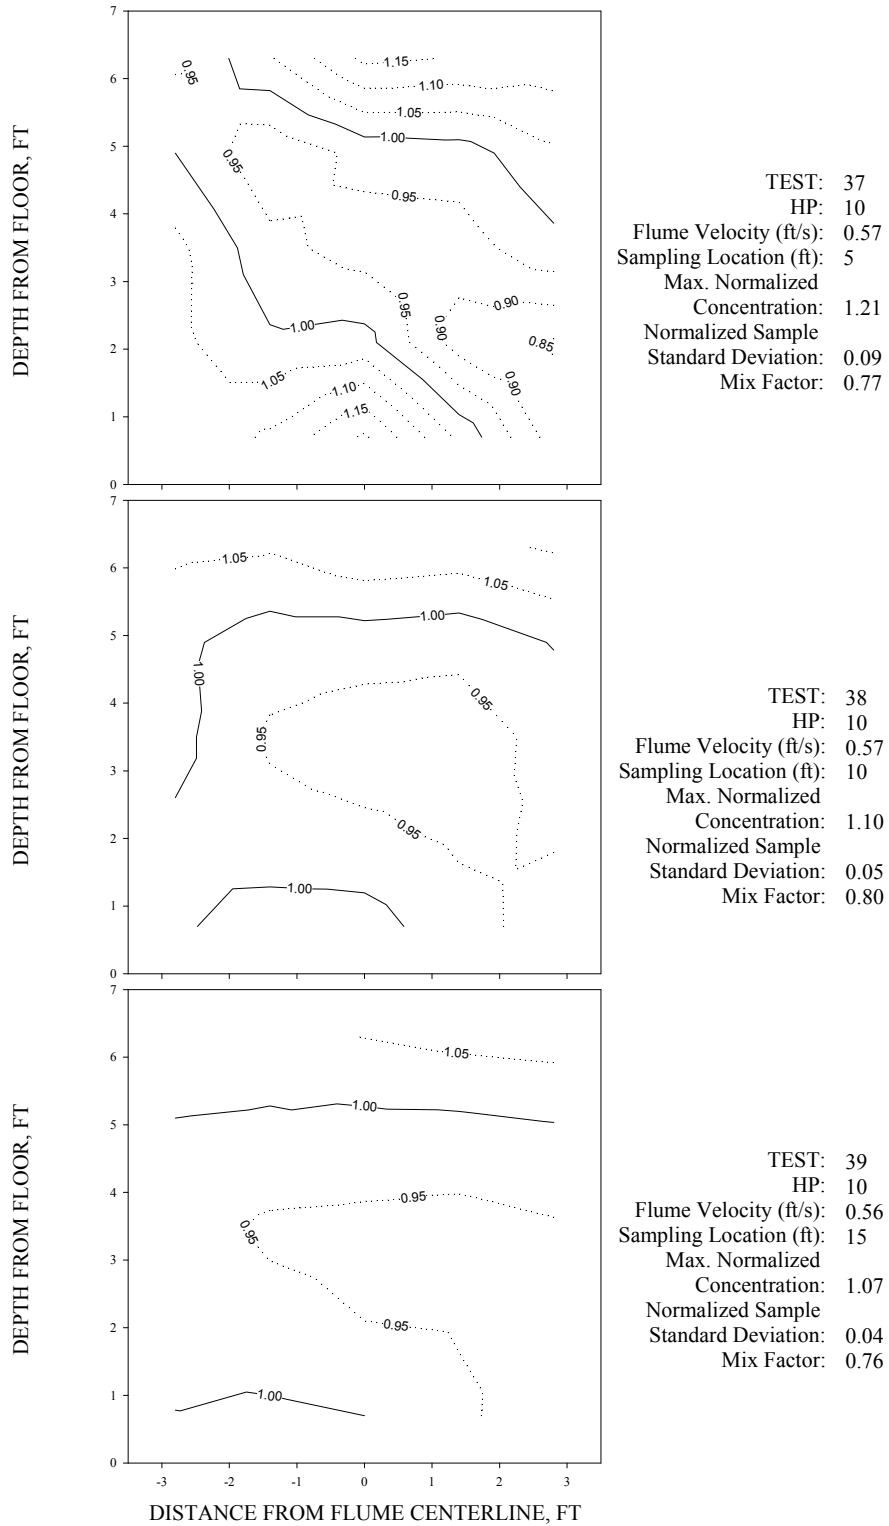 7
6
5
4
3
2
1
0
DEPTH FROM FLOOR, FT
0.95
1.15
1.10
1.05
1.00
0.95
0.95
0.95
0.90
0.90
0.85
0.90
1.00
1.05
1.10
1.15
TEST: 37
HP: 10
Flume Velocity (ft/s): 0.57
Sampling Location (ft): 5
Max. Normalized
Concentration: 1.21
Normalized Sample
Standard Deviation: 0.09
Mix Factor: 0.77
7
6
5
4
3
2
1
0
DEPTH FROM FLOOR, FT
1.05
1.05
1.00
1.00
0.95
0.95
0.95
1.00
TEST: 38
HP: 10
Flume Velocity (ft/s): 0.57
Sampling Location (ft): 10
Max. Normalized
Concentration: 1.10
Normalized Sample
Standard Deviation: 0.05
Mix Factor: 0.80
7
6
5
4
3
2
1
0
DEPTH FROM FLOOR, FT
1.05
1.00
0.95
0.95
0.95
1.00
TEST: 39
HP: 10
Flume Velocity (ft/s): 0.56
Sampling Location (ft): 15
Max. Normalized
Concentration: 1.07
Normalized Sample
Standard Deviation: 0.04
Mix Factor: 0.76
-3 -2 -1 0 1 2 3
DISTANCE FROM FLUME CENTERLINE, FT